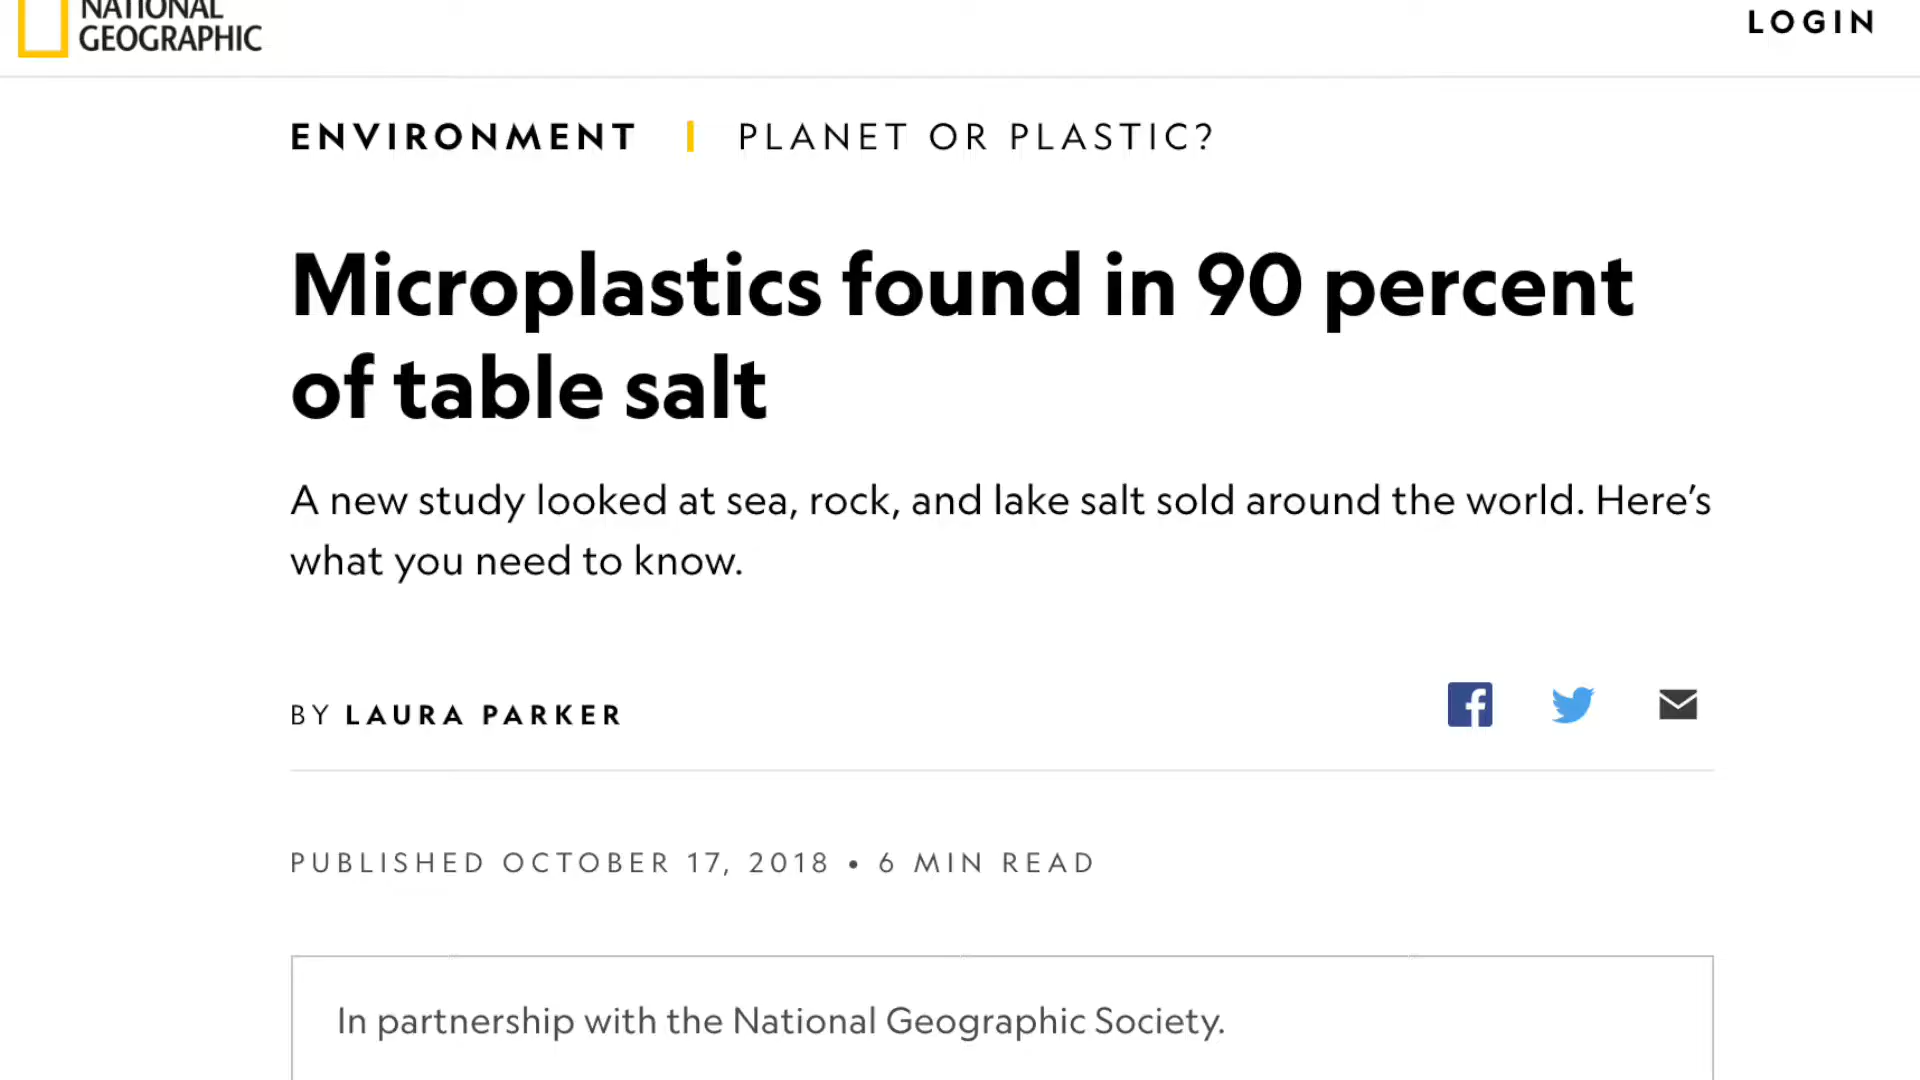 NATIONAL
GEOGRAPHIC
LOGIN
ENVIRONMENT | PLANET OR PLASTIC?
Microplastics found in 90 percent
of table salt
A new study looked at sea, rock, and lake salt sold around the world. Here’s
what you need to know.
BY LAURA PARKER
PUBLISHED OCTOBER 17, 2018 • 6 MIN READ
In partnership with the National Geographic Society.